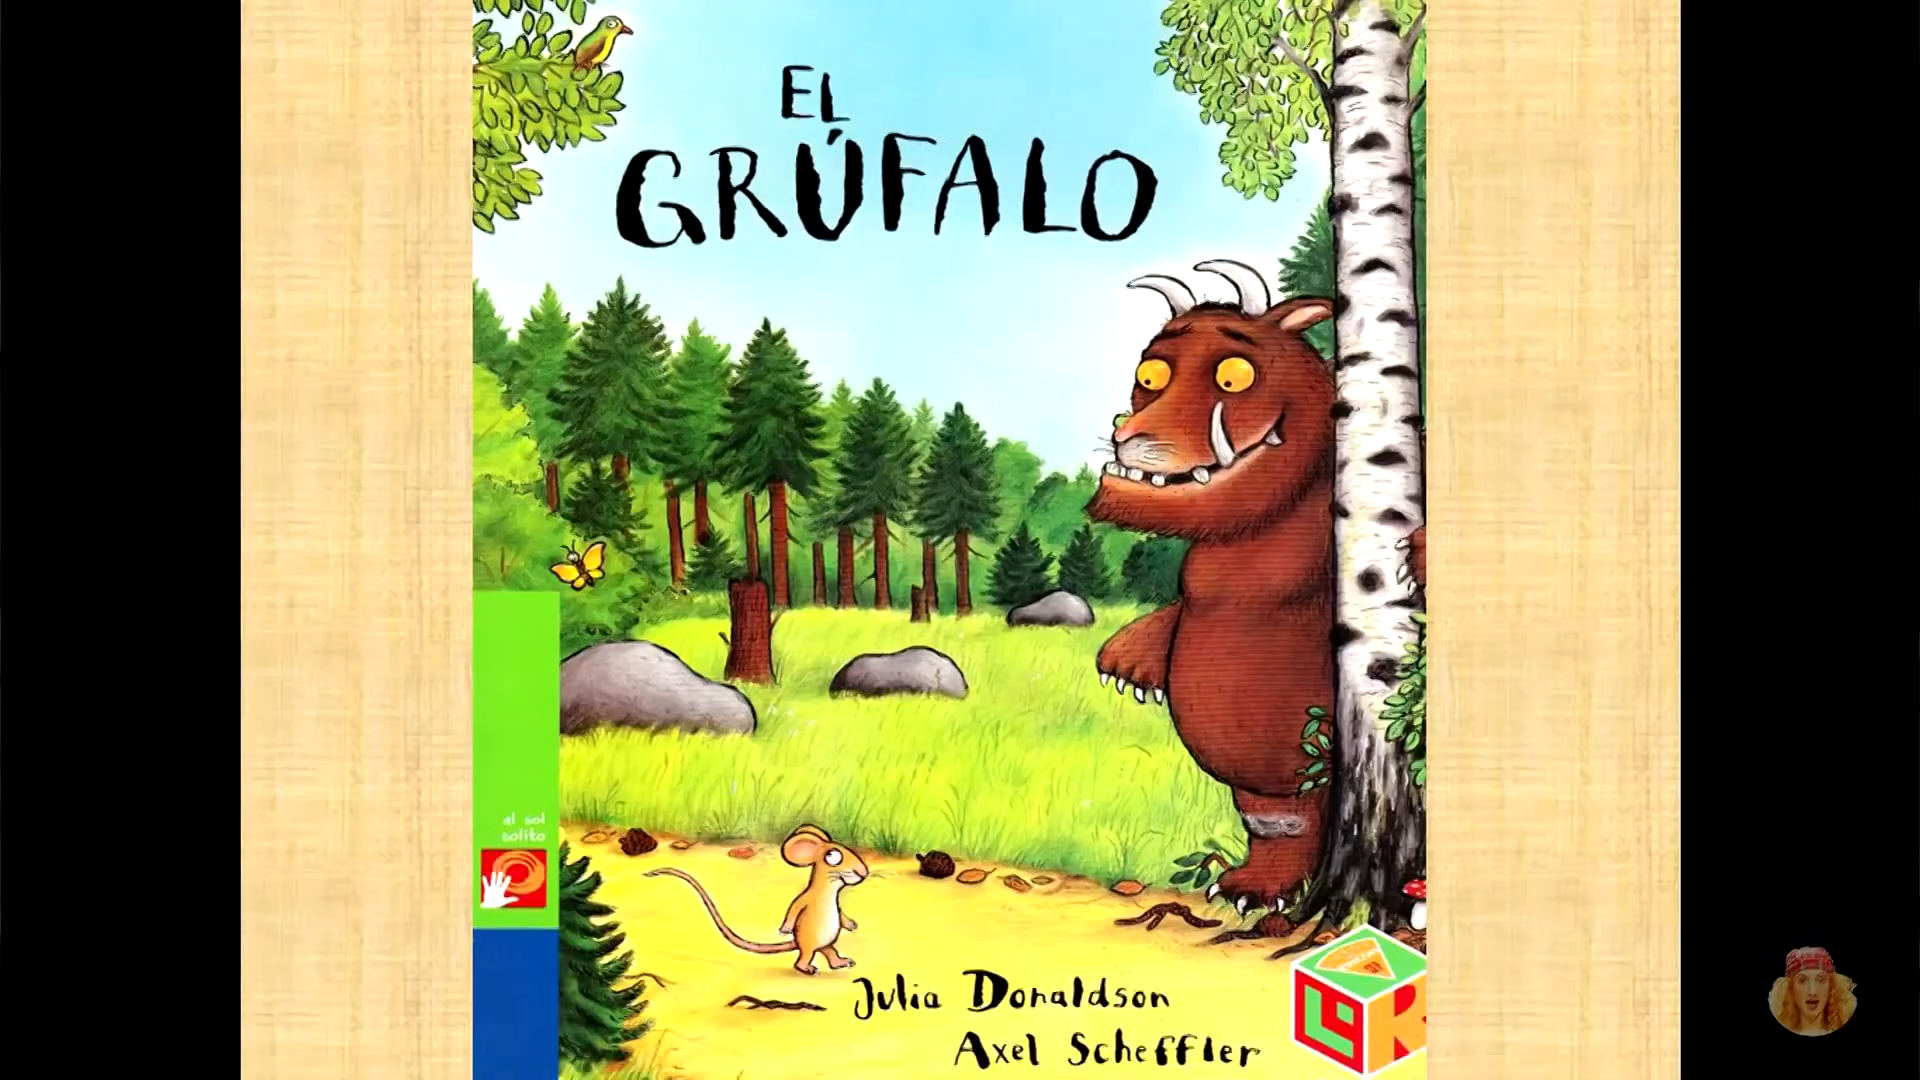 EL
GRÚFALO
al sol
solito
Julia Donaldson
Axel Scheffler